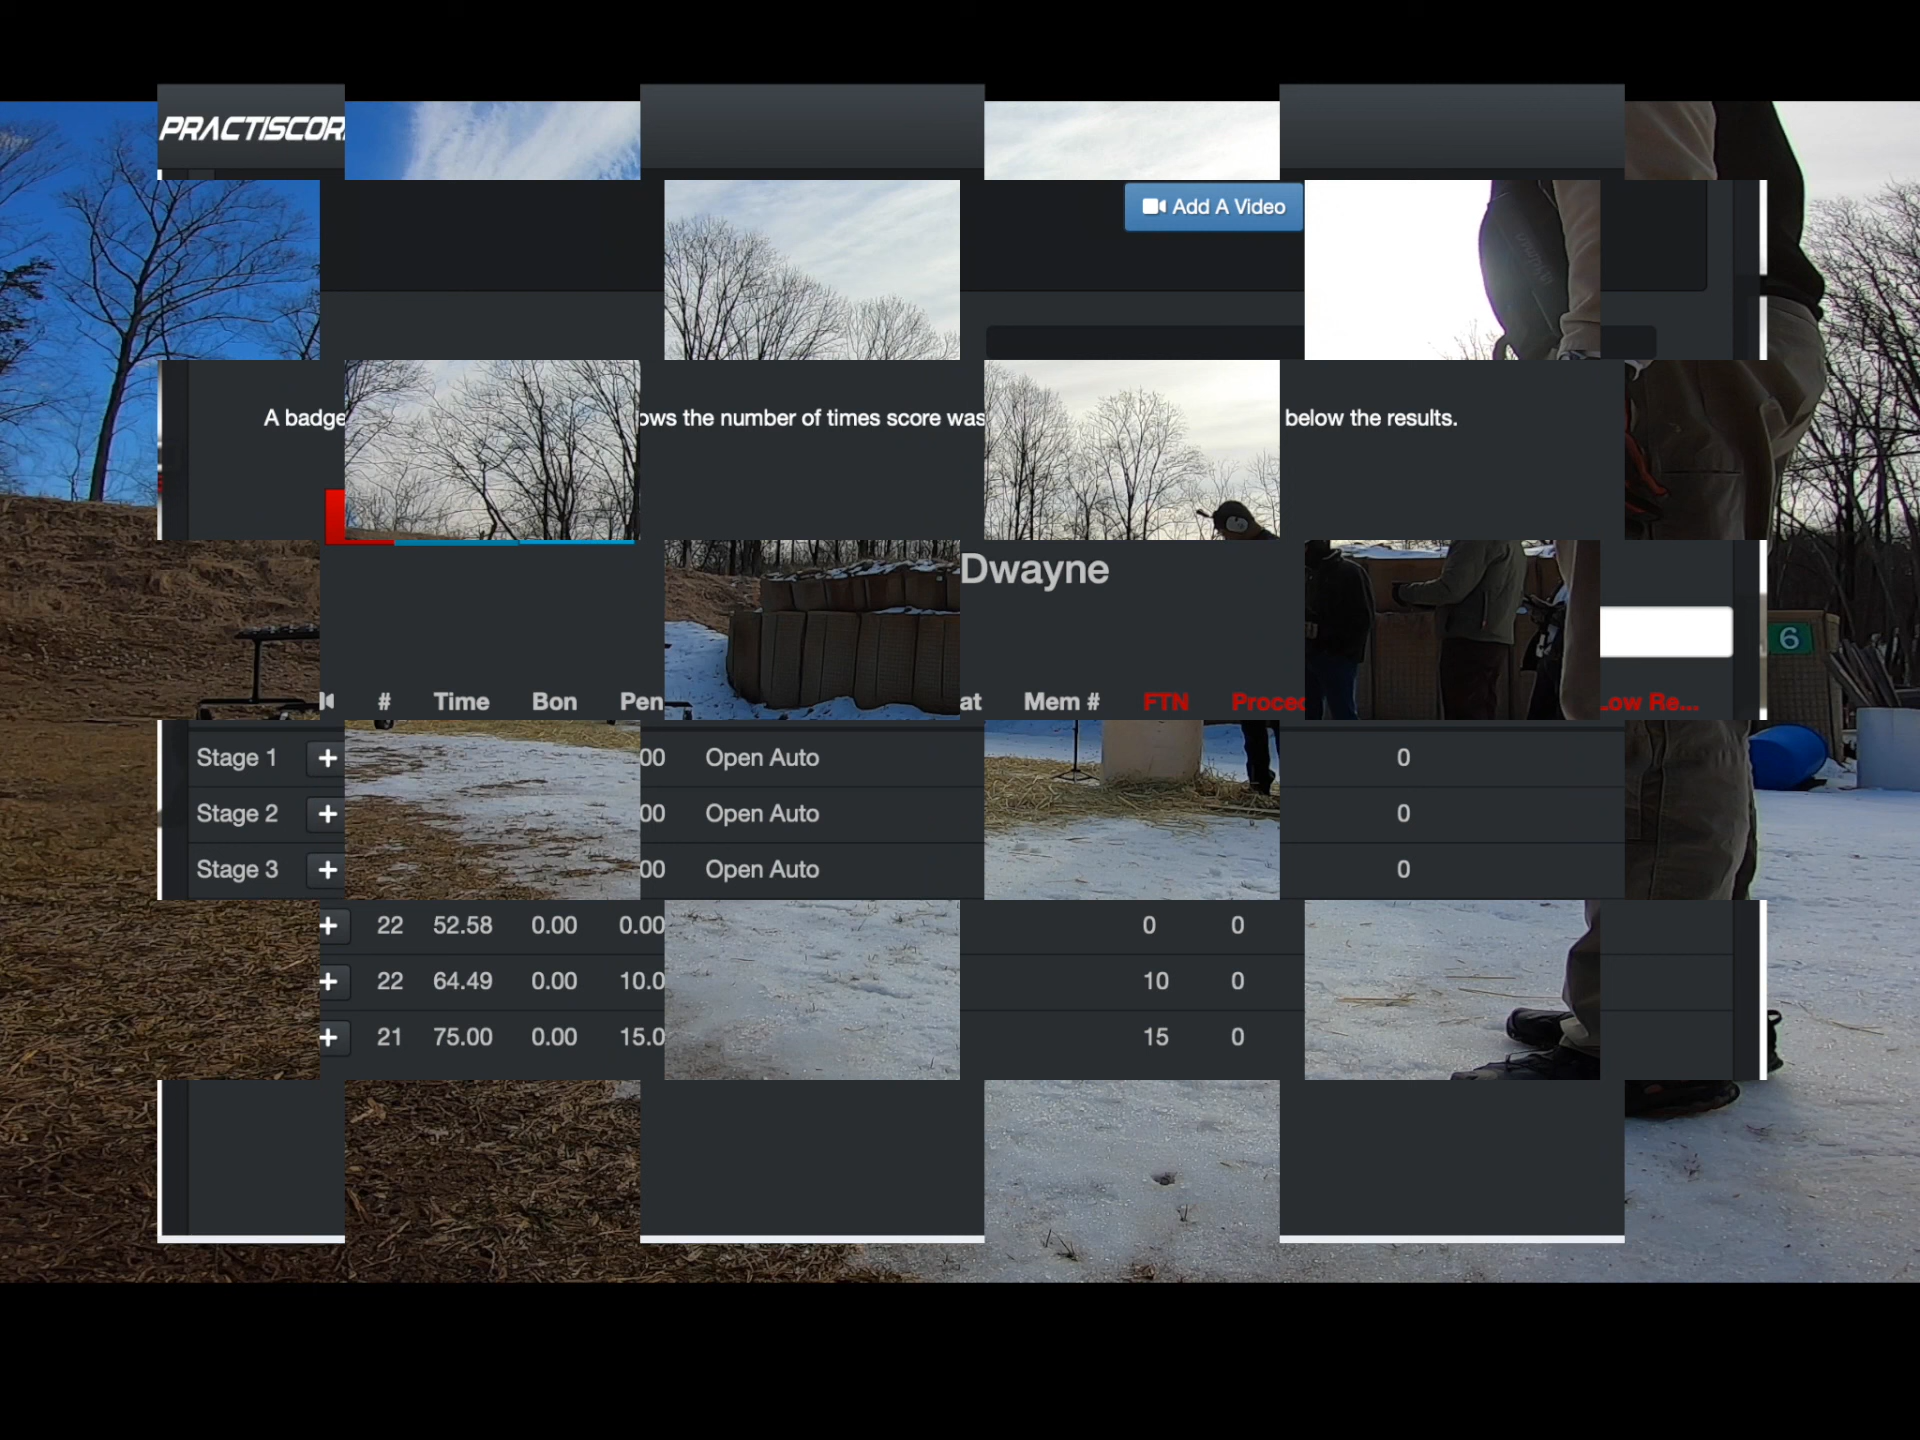 PRACTISCOR
Add A Video
A badge ows the number of times score was below the results.
Dwayne
# Time Bon Pen at Mem # FTN Proced Low Re...
Stage 1 + 00 Open Auto 0
Stage 2 + 00 Open Auto 0
Stage 3 + 00 Open Auto 0
+ 22 52.58 0.00 0.00 0 0
+ 22 64.49 0.00 10.0 10 0
+ 21 75.00 0.00 15.0 15 0
6